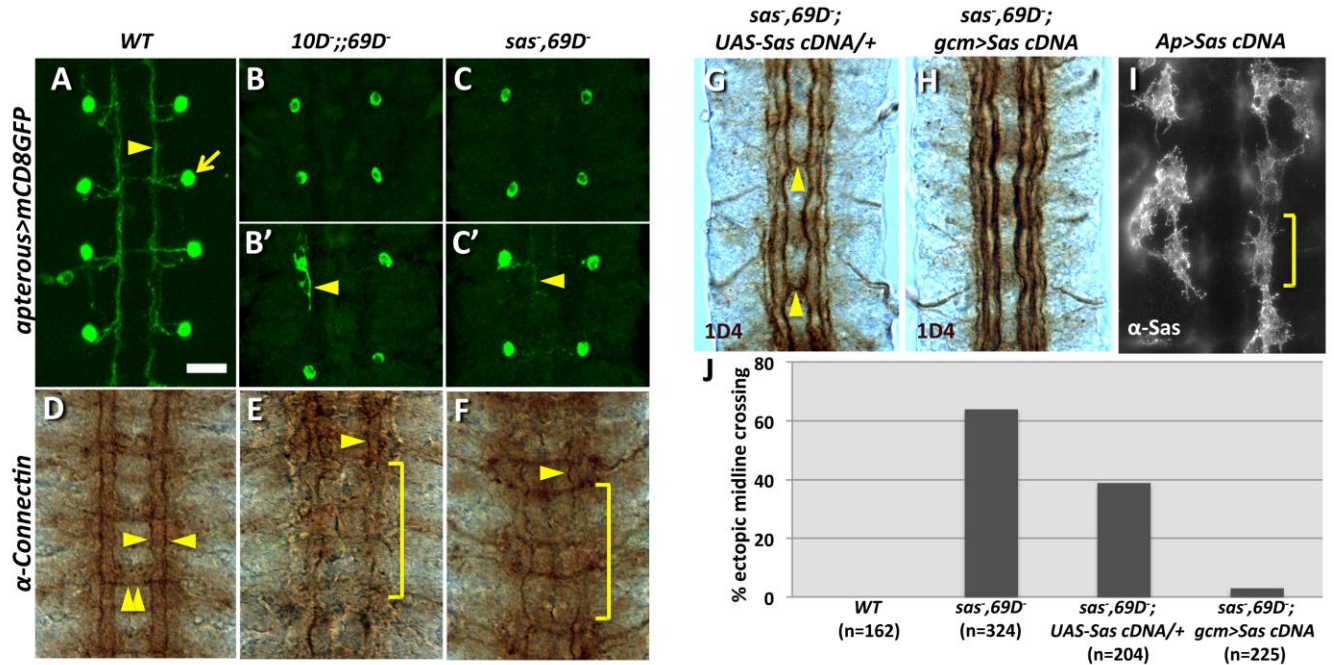 WT
10D⁻;;69D⁻
sas⁻,69D⁻
apterous>mCD8GFP
A
B
C
B′
C′
α-Connectin
D
E
F
sas⁻,69D⁻;
UAS-Sas cDNA/+
sas⁻,69D⁻;
gcm>Sas cDNA
Ap>Sas cDNA
G
H
I
1D4
1D4
α-Sas
J
% ectopic midline crossing
80
60
40
20
0
WT
(n=162)
sas⁻,69D⁻
(n=324)
sas⁻,69D⁻;
UAS-Sas cDNA/+
(n=204)
sas⁻,69D⁻;
gcm>Sas cDNA
(n=225)